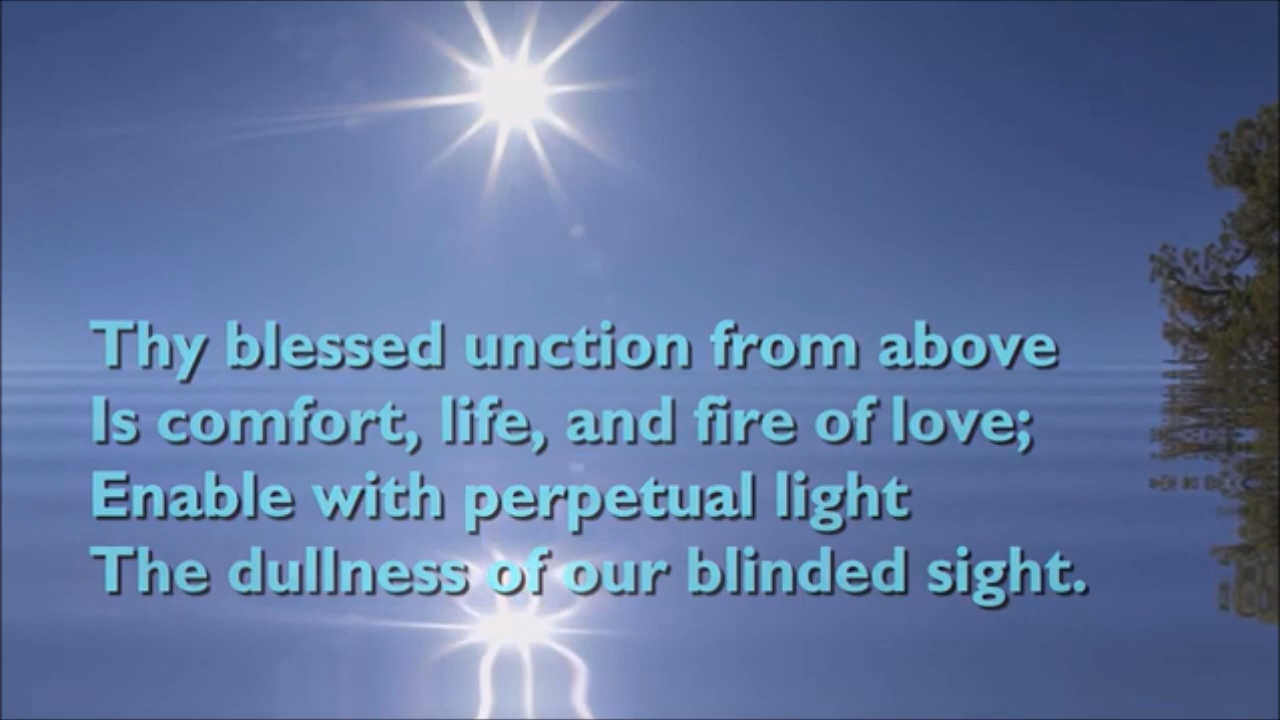 Thy blessed unction from above
Is comfort, life, and fire of love;
Enable with perpetual light
The dullness of our blinded sight.